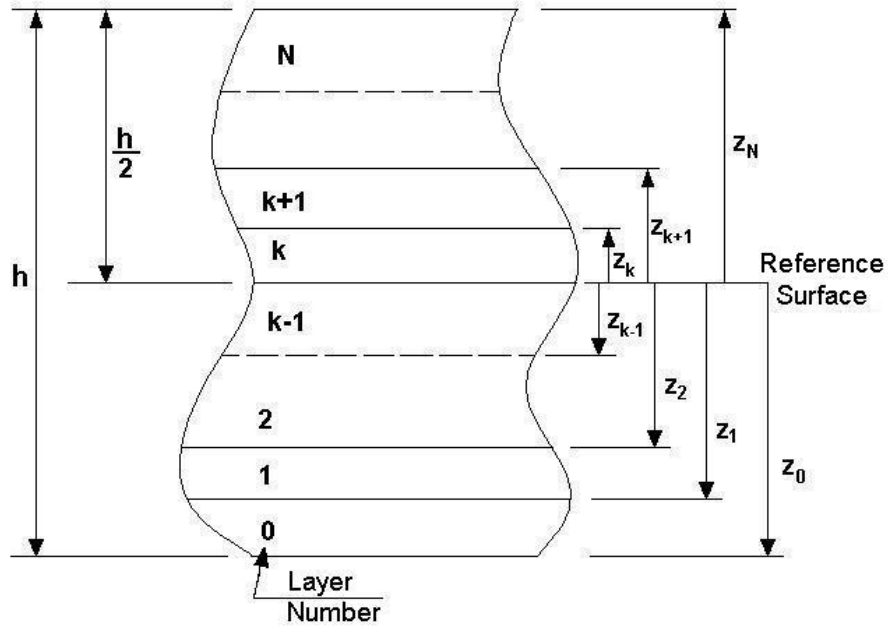 N
h
2
z_N
k+1
z_{k+1}
k
z_k
h
Reference
Surface
k-1
z_{k-1}
z_2
2
z_1
1
z_0
0
Layer
Number